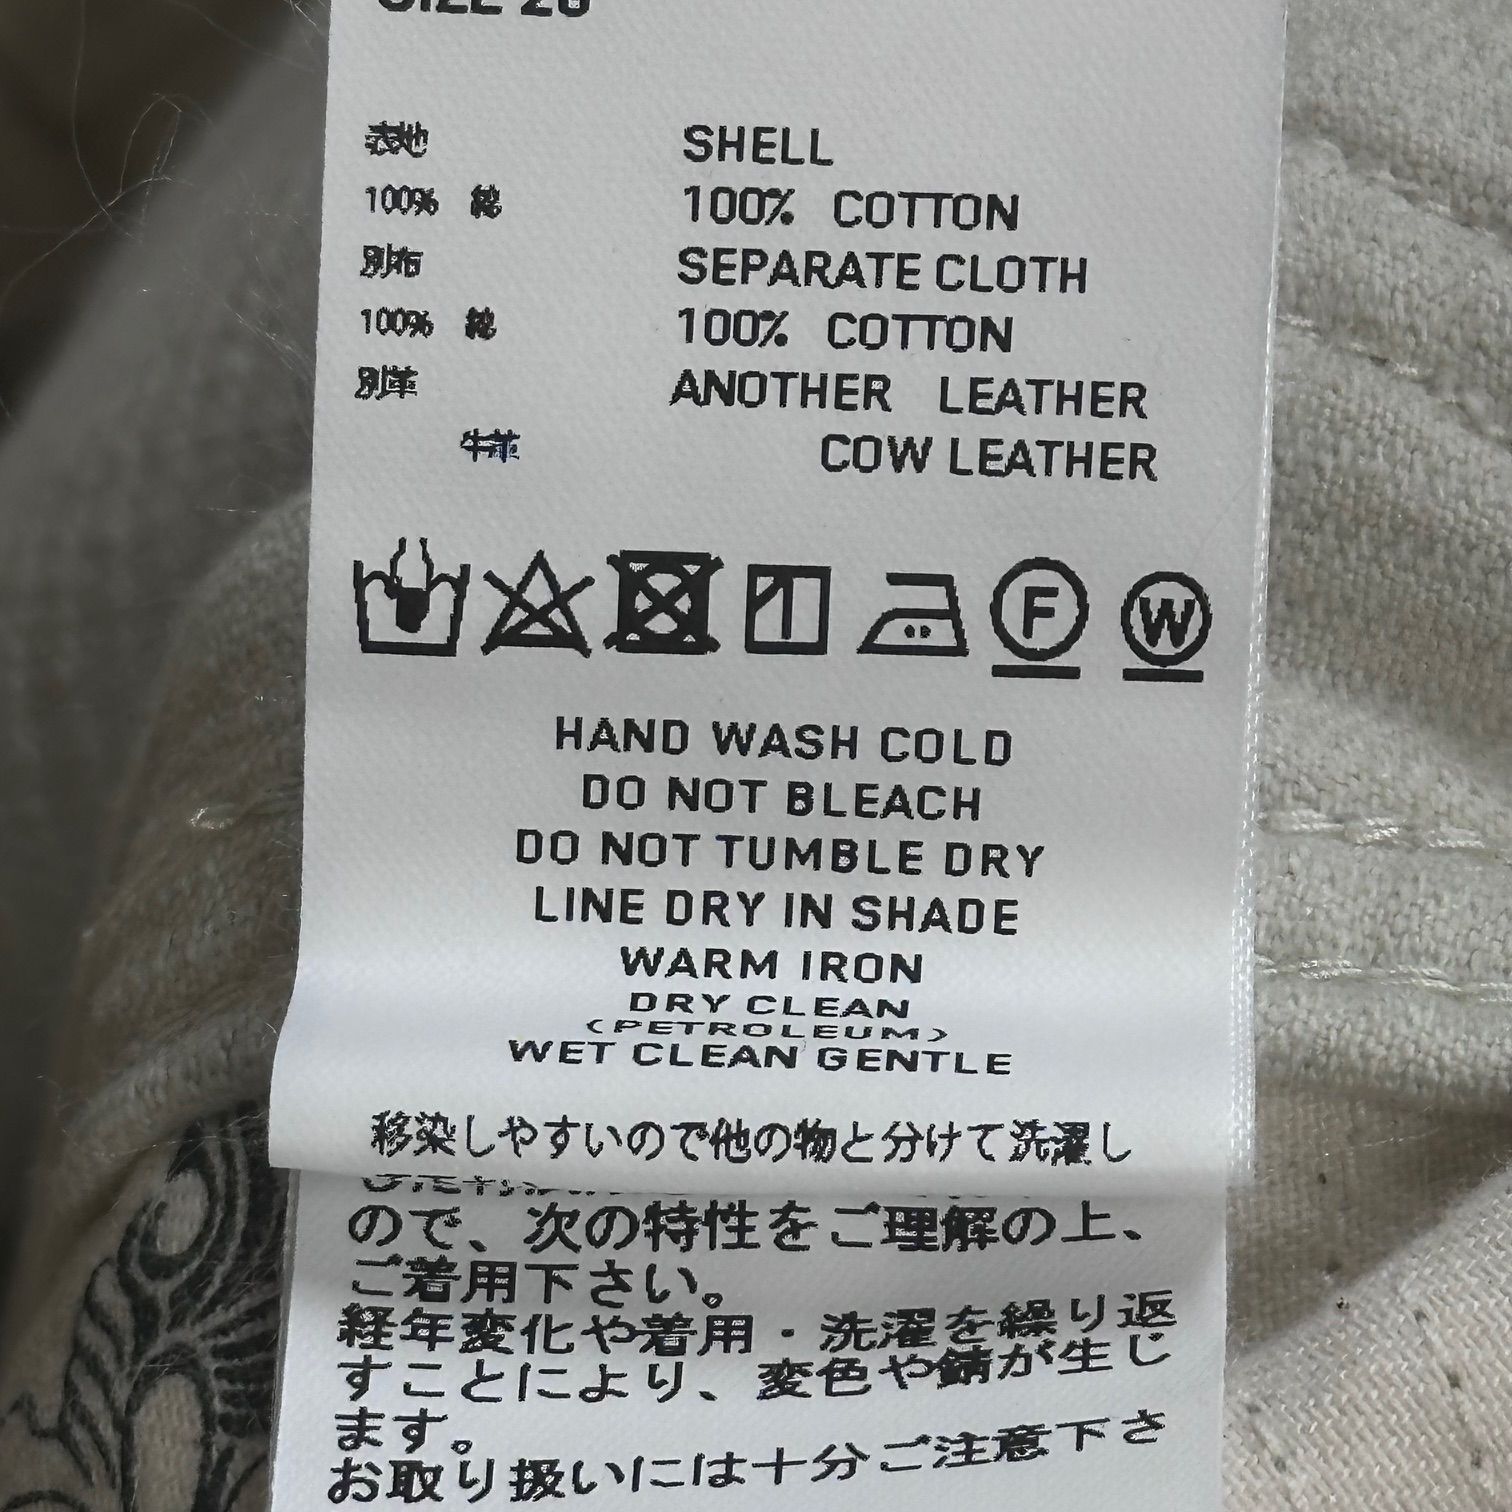 表地 SHELL
100% 綿 100% COTTON
別布 SEPARATE CLOTH
100% 綿 100% COTTON
別革 ANOTHER LEATHER
牛革 COW LEATHER
F W
HAND WASH COLD
DO NOT BLEACH
DO NOT TUMBLE DRY
LINE DRY IN SHADE
WARM IRON
DRY CLEAN
(PETROLEUM)
WET CLEAN GENTLE
移染しやすいので他の物と分けて洗濯し
ので、次の特性をご理解の上、
ご着用下さい。
経年変化や着用・洗濯を繰り返
すことにより、変色や錆が生じ
ます。
お取り扱いには十分ご注意下さ